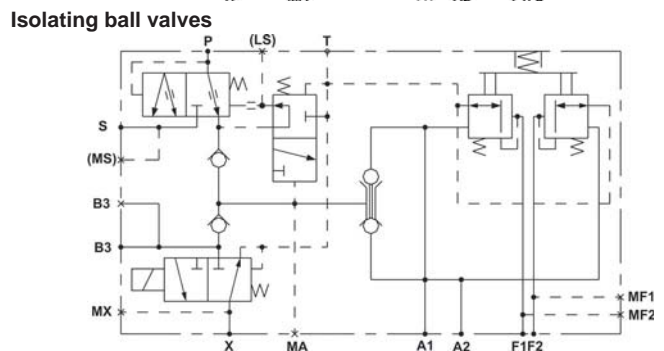 Isolating ball valves
P (LS) T
S
(MS)
B3
B3
MX
MF1
MF2
X MA A1 A2 F1F2